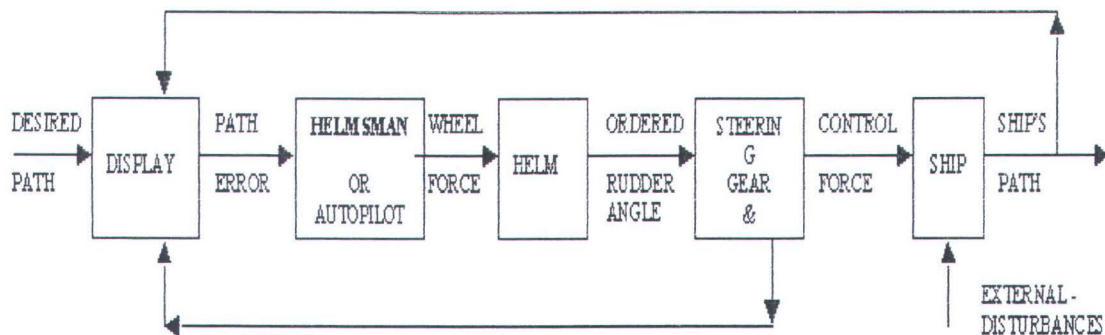 DESIRED
PATH
DISPLAY
PATH
ERROR
HELMSMAN
OR
AUTOPILOT
WHEEL
FORCE
HELM
ORDERED
RUDDER
ANGLE
STEERIN
G
GEAR
&
CONTROL
FORCE
SHIP
SHIP'S
PATH
EXTERNAL-
DISTURBANCES